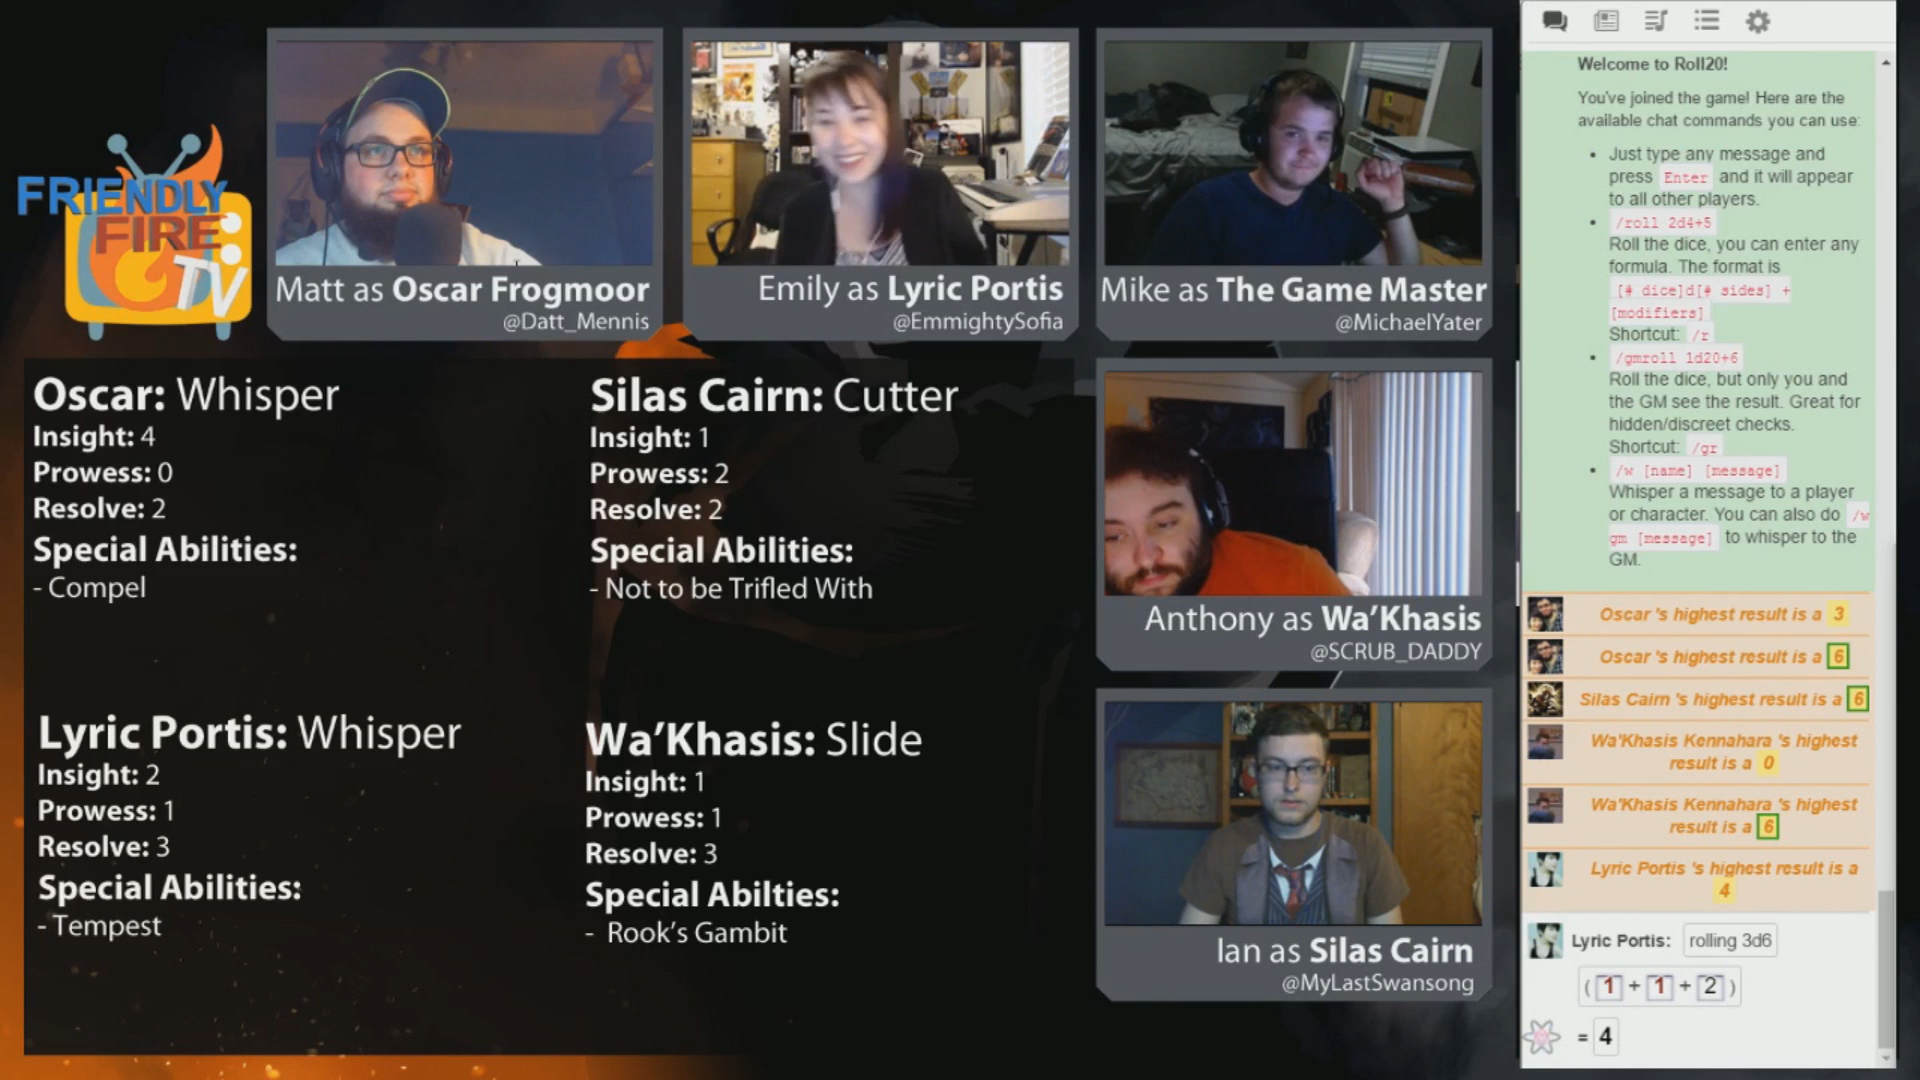 FRIENDLY
FIRE
TV
Matt as Oscar Frogmoor
@Datt_Mennis
Emily as Lyric Portis
@EmmightySofia
Mike as The Game Master
@MichaelYater
Oscar: Whisper
Insight: 4
Prowess: 0
Resolve: 2
Special Abilities:
- Compel
Silas Cairn: Cutter
Insight: 1
Prowess: 2
Resolve: 2
Special Abilities:
- Not to be Trifled With
Lyric Portis: Whisper
Insight: 2
Prowess: 1
Resolve: 3
Special Abilities:
- Tempest
Wa'Khasis: Slide
Insight: 1
Prowess: 1
Resolve: 3
Special Abilties:
- Rook's Gambit
Anthony as Wa'Khasis
@SCRUB_DADDY
Ian as Silas Cairn
@MyLastSwansong
Welcome to Roll20!
You've joined the game! Here are the
available chat commands you can use:
• Just type any message and
press Enter and it will appear
to all other players.
• /roll 2d4+5
Roll the dice, you can enter any
formula. The format is
[# dice]d[# sides] +
[modifiers]
Shortcut: /r
• /gmroll 1d20+6
Roll the dice, but only you and
the GM see the result. Great for
hidden/discreet checks.
Shortcut: /gr
• /w [name] [message]
Whisper a message to a player
or character. You can also do /w
gm [message] to whisper to the
GM.
Oscar 's highest result is a 3
Oscar 's highest result is a 6
Silas Cairn 's highest result is a 6
Wa'Khasis Kennahara 's highest
result is a 0
Wa'Khasis Kennahara 's highest
result is a 6
Lyric Portis 's highest result is a
4
Lyric Portis: rolling 3d6
(1+1+2)
= 4